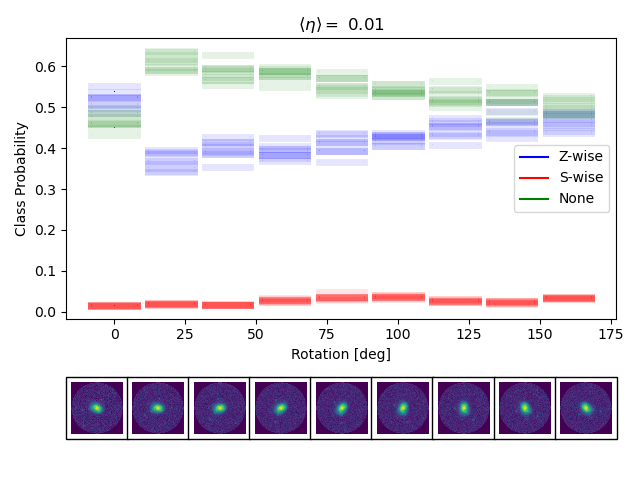 ⟨η⟩ = 0.01
Class Probability
0.6
0.5
0.4
0.3
0.2
0.1
0.0
Z-wise
S-wise
None
0 25 50 75 100 125 150 175
Rotation [deg]